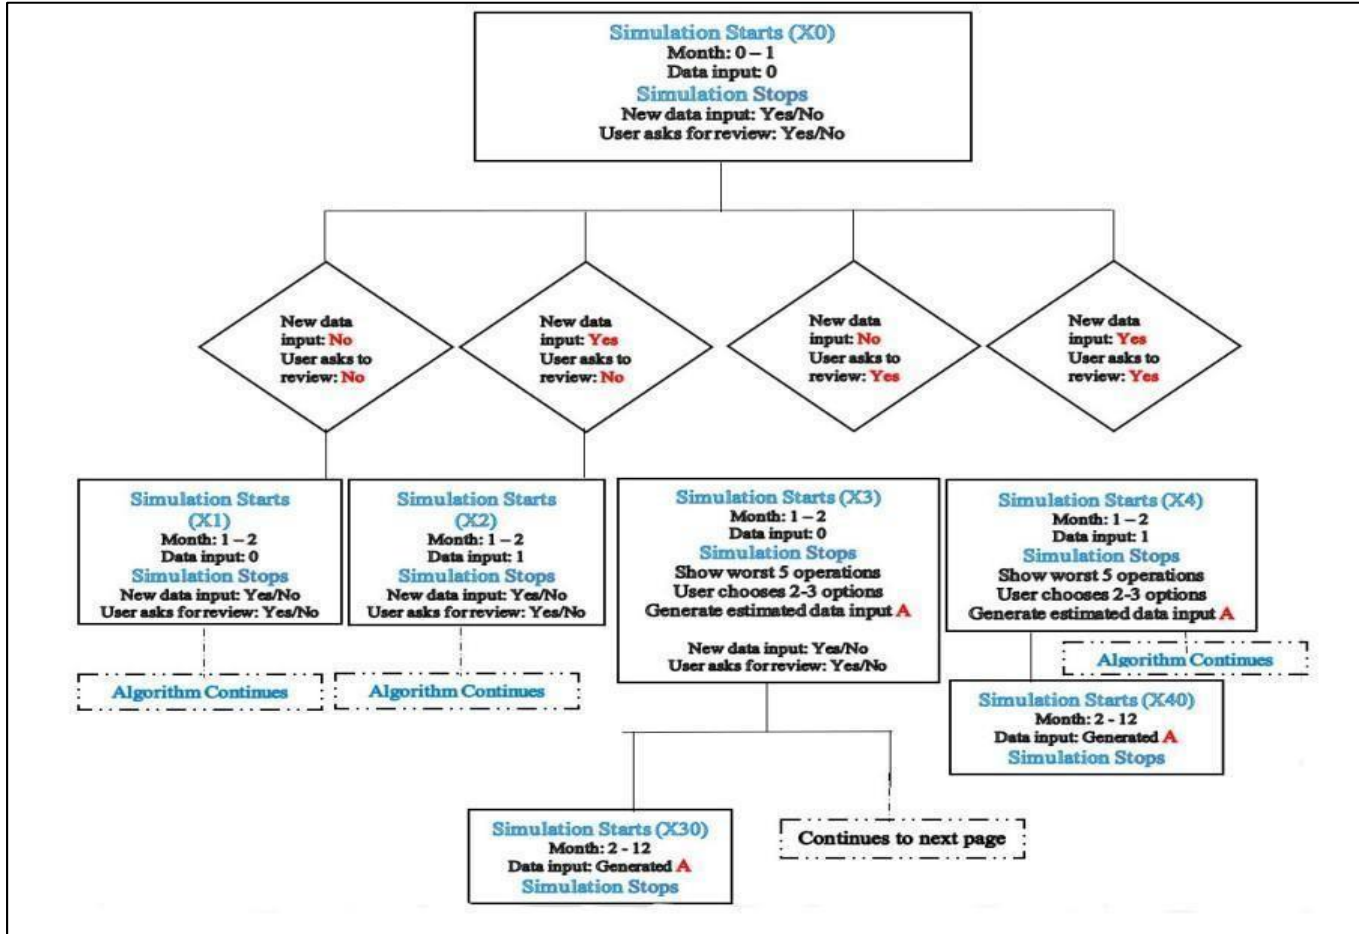 Simulation Starts (X0)
Month: 0 – 1
Data input: 0
Simulation Stops
New data input: Yes/No
User asks for review: Yes/No
New data
input: No
User asks to
review: No
New data
input: Yes
User asks to
review: No
New data
input: No
User asks to
review: Yes
New data
input: Yes
User asks to
review: Yes
Simulation Starts
(X1)
Month: 1 – 2
Data input: 0
Simulation Stops
New data input: Yes/No
User asks for review: Yes/No
Algorithm Continues
Simulation Starts
(X2)
Month: 1 – 2
Data input: 1
Simulation Stops
New data input: Yes/No
User asks for review: Yes/No
Algorithm Continues
Simulation Starts (X3)
Month: 1 – 2
Data input: 0
Simulation Stops
Show worst 5 operations
User chooses 2-3 options
Generate estimated data input A
New data input: Yes/No
User asks for review: Yes/No
Simulation Starts (X4)
Month: 1 – 2
Data input: 1
Simulation Stops
Show worst 5 operations
User chooses 2-3 options
Generate estimated data input A
Algorithm Continues
Simulation Starts (X40)
Month: 2 - 12
Data input: Generated A
Simulation Stops
Simulation Starts (X30)
Month: 2 - 12
Data input: Generated A
Simulation Stops
Continues to next page